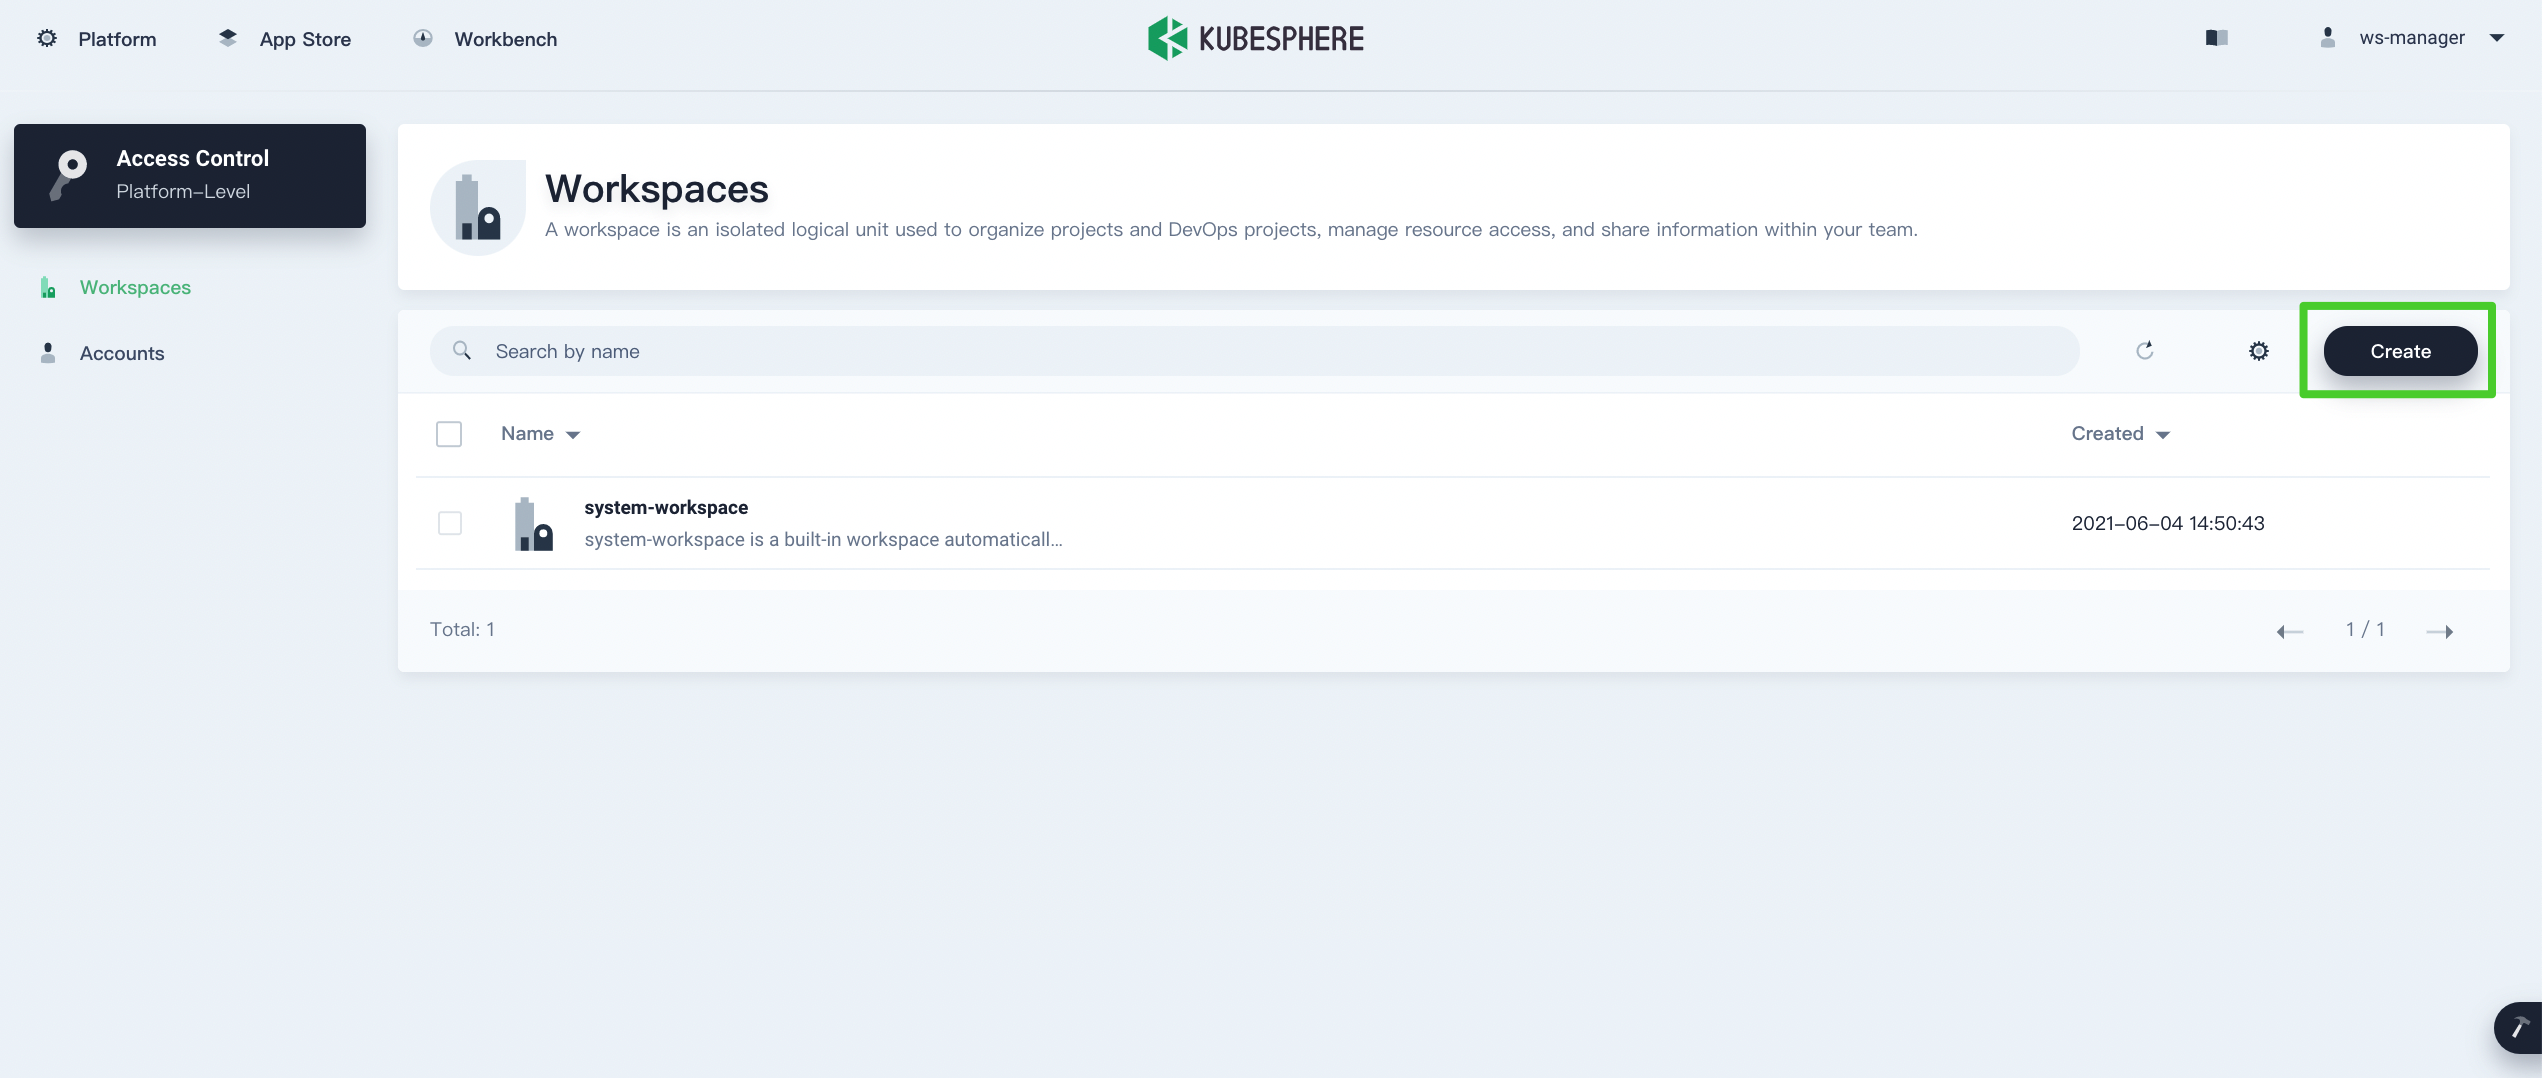 Platform
App Store
Workbench
KUBESPHERE
ws-manager
Access Control
Platform-Level
Workspaces
Accounts
Workspaces
A workspace is an isolated logical unit used to organize projects and DevOps projects, manage resource access, and share information within your team.
Search by name
Create
Name
Created
system-workspace
system-workspace is a built-in workspace automaticall...
2021-06-04 14:50:43
Total: 1
1 / 1